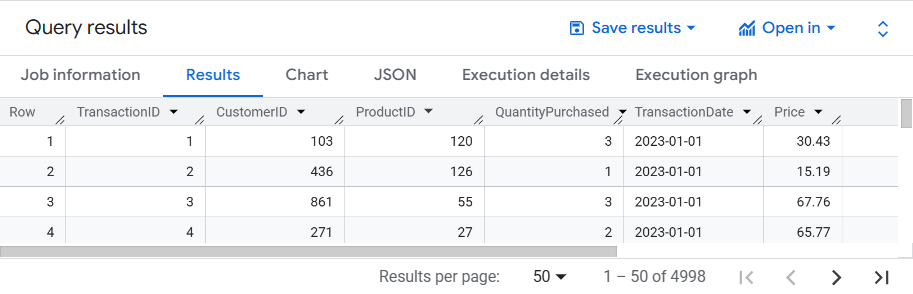 Query results Save results Open in
Job information Results Chart JSON Execution details Execution graph
Row TransactionID CustomerID ProductID QuantityPurchased TransactionDate Price
1 1 103 120 3 2023-01-01 30.43
2 2 436 126 1 2023-01-01 15.19
3 3 861 55 3 2023-01-01 67.76
4 4 271 27 2 2023-01-01 65.77
Results per page: 50 1 – 50 of 4998